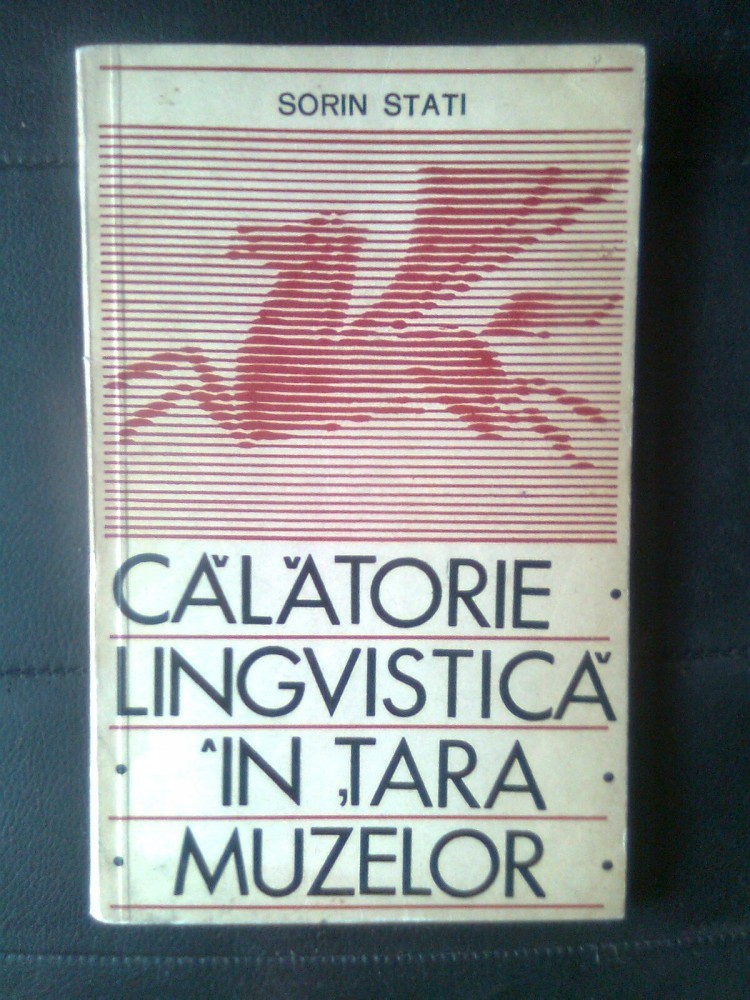 SORIN STATI
CĂLĂTORIE •
LINGVISTICĂ
• ÎN ȚARA •
• MUZELOR •